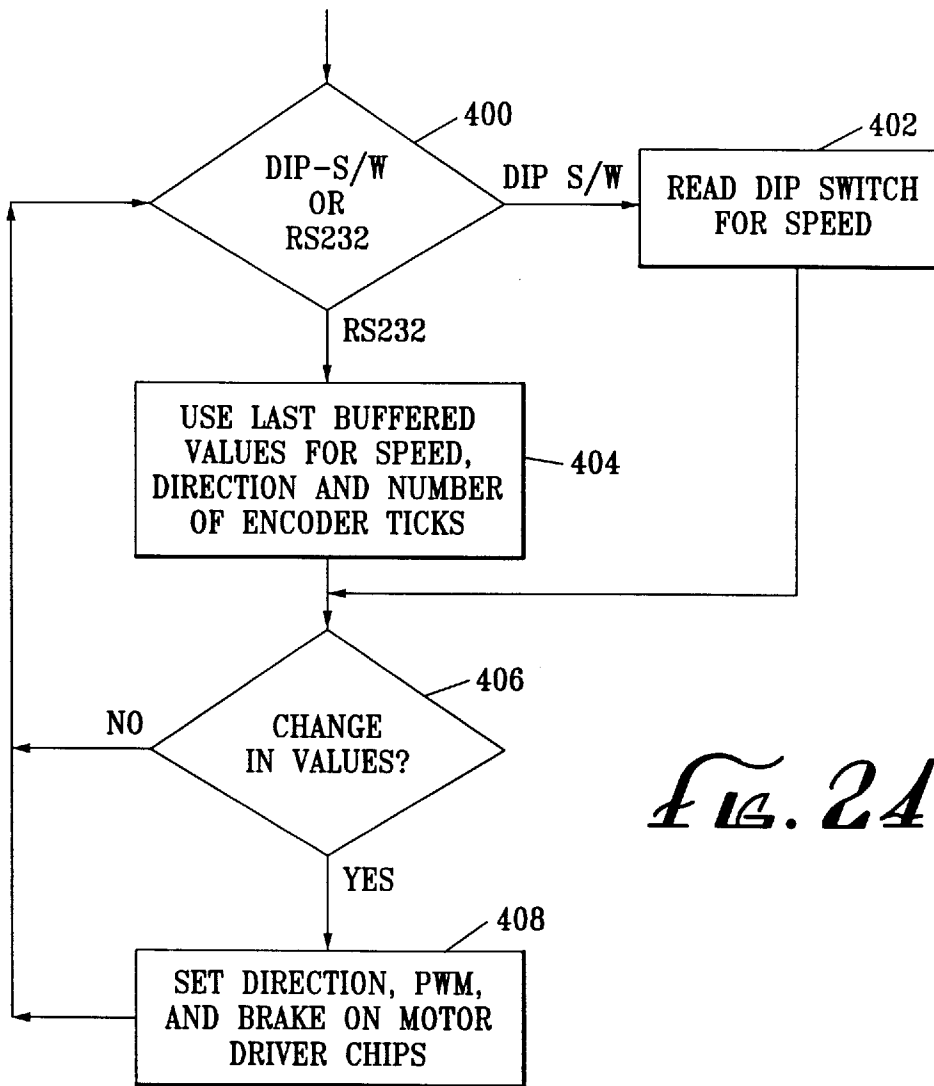 400
DIP-S/W
OR
RS232
DIP S/W
402
READ DIP SWITCH
FOR SPEED
RS232
USE LAST BUFFERED
VALUES FOR SPEED,
DIRECTION AND NUMBER
OF ENCODER TICKS
404
406
CHANGE
IN VALUES?
NO
YES
408
SET DIRECTION, PWM,
AND BRAKE ON MOTOR
DRIVER CHIPS
FIG. 24